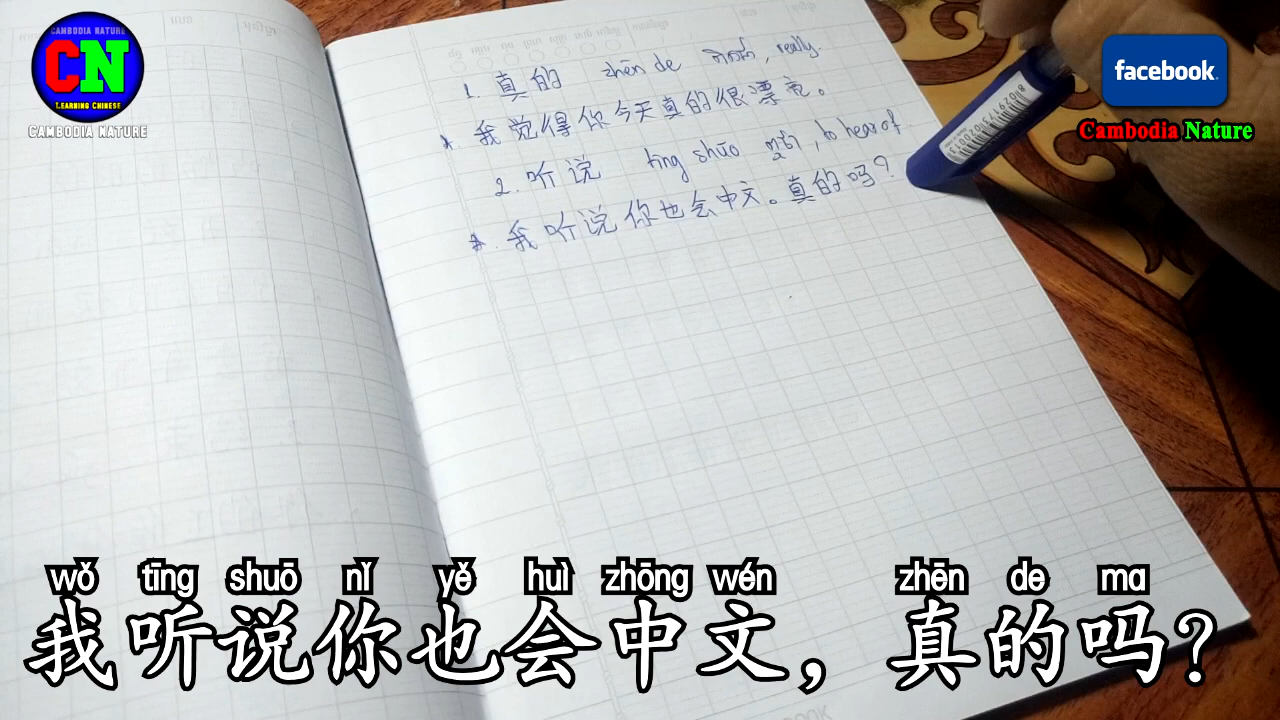 CAMBODIA NATURE
CN
LEARNING CHINESE
CAMBODIA NATURE
facebook
Cambodia Nature
1. 真的 zhēn de ពិតជា, really.
* 我觉得你今天真的很漂亮。
2. 听说 tīng shūo ឮថា, to hear of
* 我听说你也会中文。真的吗?
wǒ tīng shuō nǐ yě huì zhōng wén zhēn de ma
我听说你也会中文，真的吗?